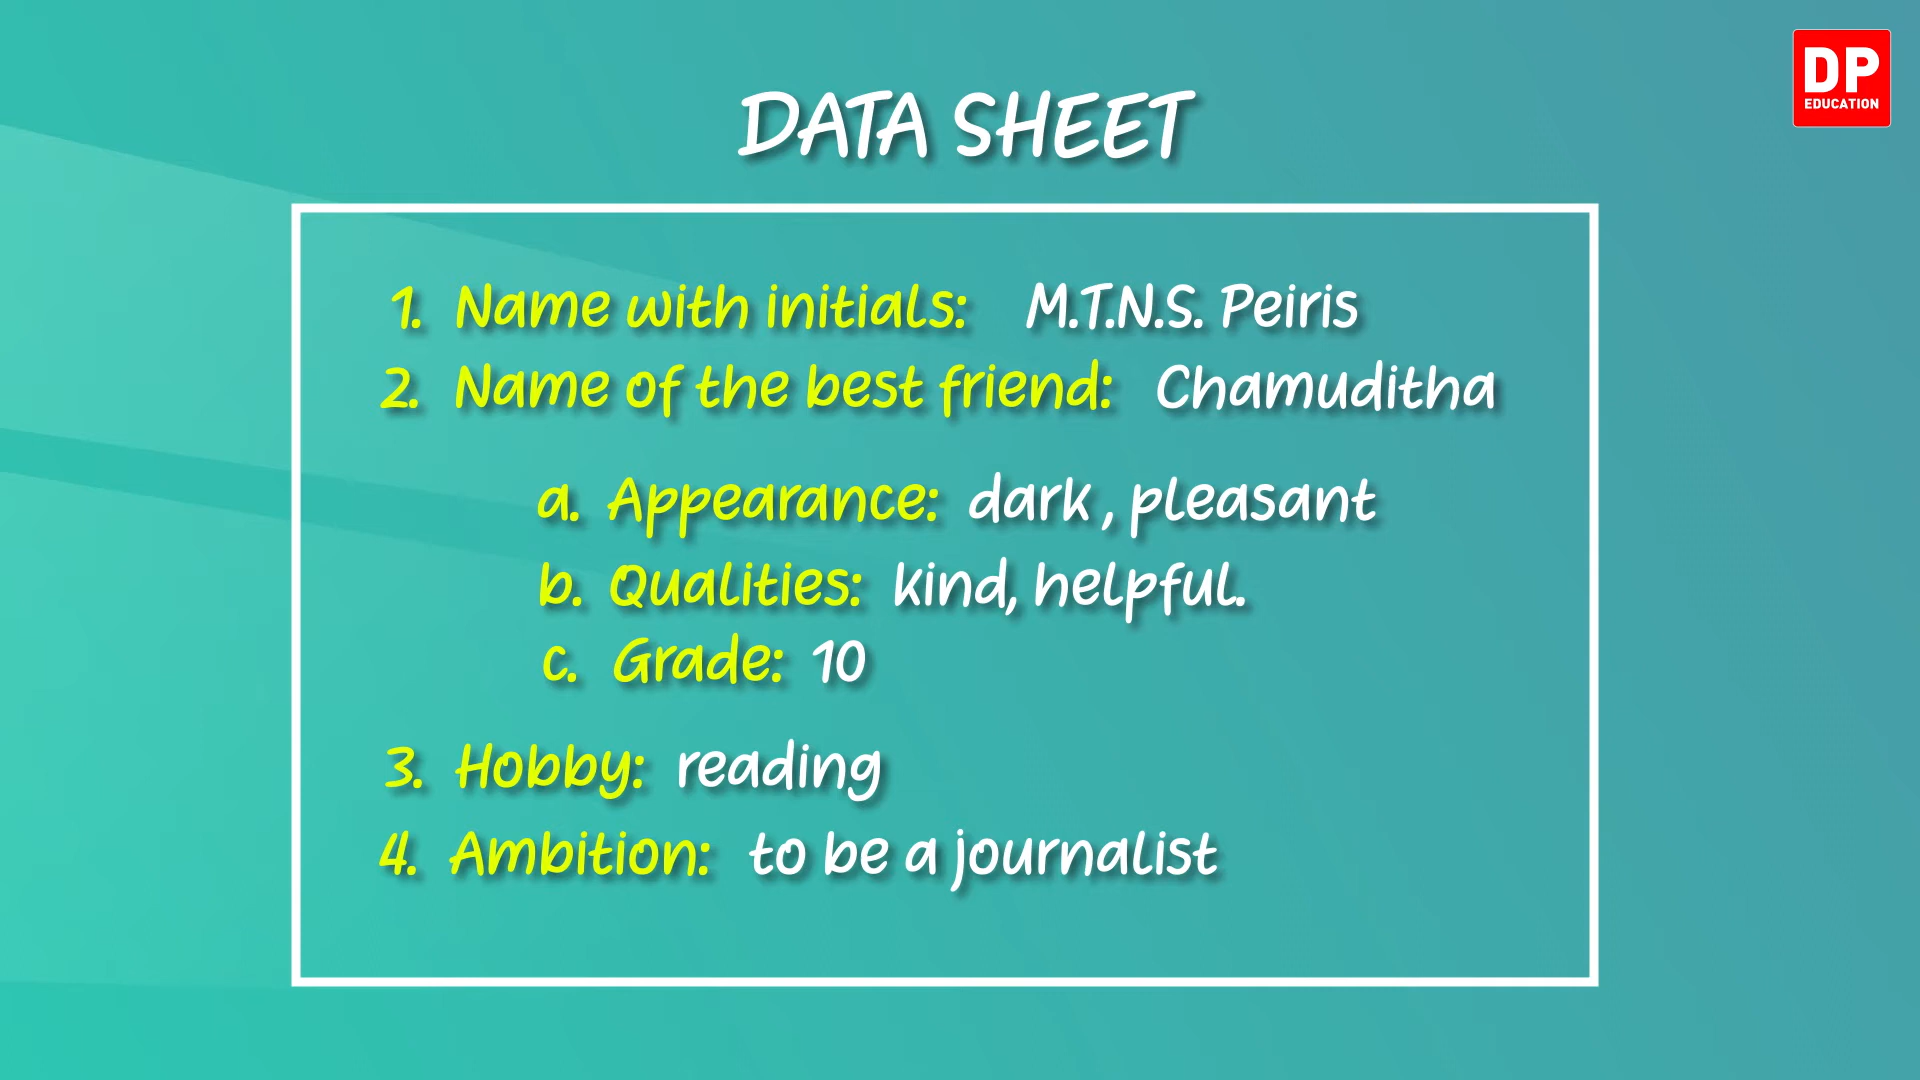 DP
EDUCATION
DATA SHEET
1. Name with initials: M.T.N.S. Peiris
2. Name of the best friend: Chamuditha
a. Appearance: dark , pleasant
b. Qualities: kind, helpful.
c. Grade: 10
3. Hobby: reading
4. Ambition: to be a journalist